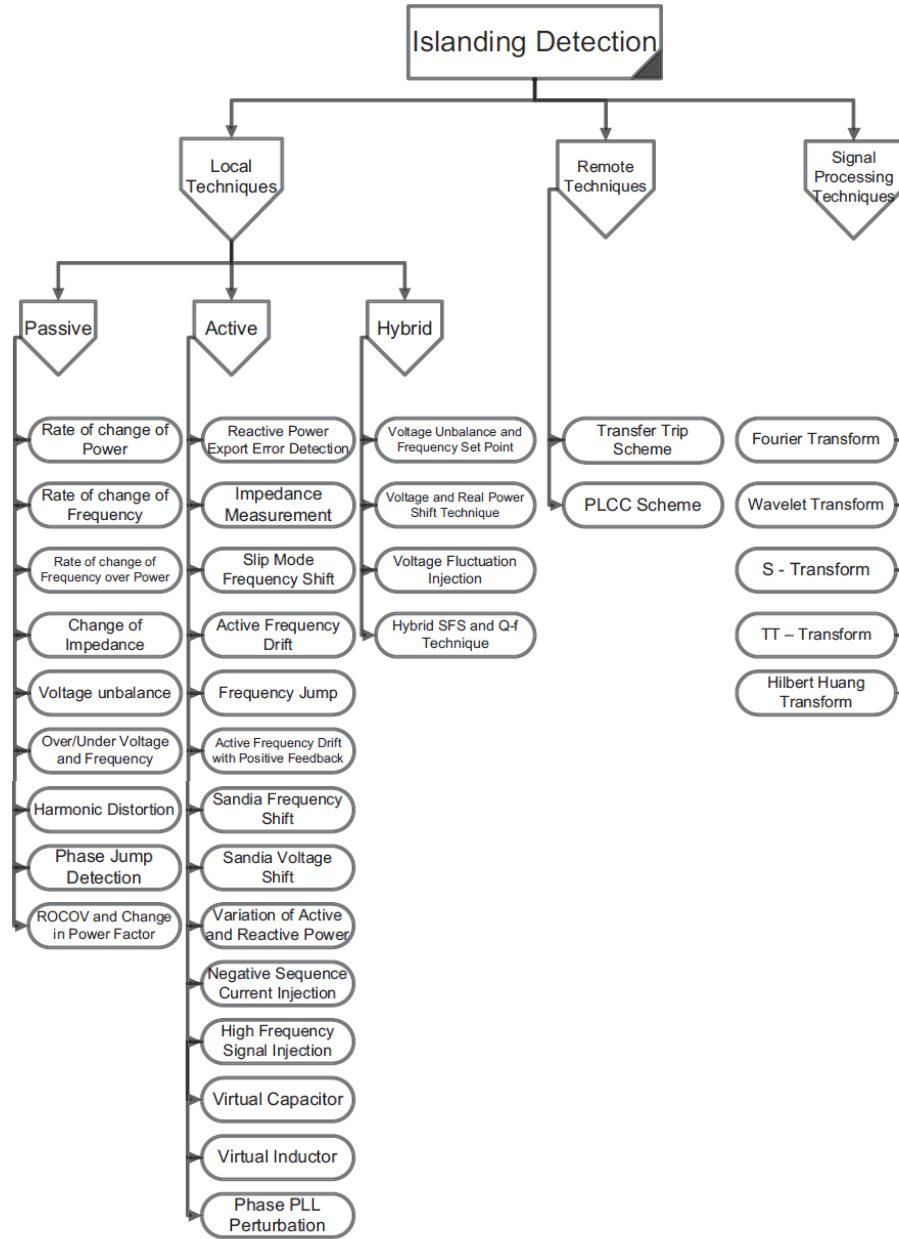 Islanding Detection
Local
Techniques
Remote
Techniques
Signal
Processing
Techniques
Passive
Active
Hybrid
Rate of change of
Power
Rate of change of
Frequency
Rate of change of
Frequency over Power
Change of
Impedance
Voltage unbalance
Over/Under Voltage
and Frequency
Harmonic Distortion
Phase Jump
Detection
ROCOV and Change
in Power Factor
Reactive Power
Export Error Detection
Impedance
Measurement
Slip Mode
Frequency Shift
Active Frequency
Drift
Frequency Jump
Active Frequency Drift
with Positive Feedback
Sandia Frequency
Shift
Sandia Voltage
Shift
Variation of Active
and Reactive Power
Negative Sequence
Current Injection
High Frequency
Signal Injection
Virtual Capacitor
Virtual Inductor
Phase PLL
Perturbation
Voltage Unbalance and
Frequency Set Point
Voltage and Real Power
Shift Technique
Voltage Fluctuation
Injection
Hybrid SFS and Q-f
Technique
Transfer Trip
Scheme
PLCC Scheme
Fourier Transform
Wavelet Transform
S - Transform
TT – Transform
Hilbert Huang
Transform